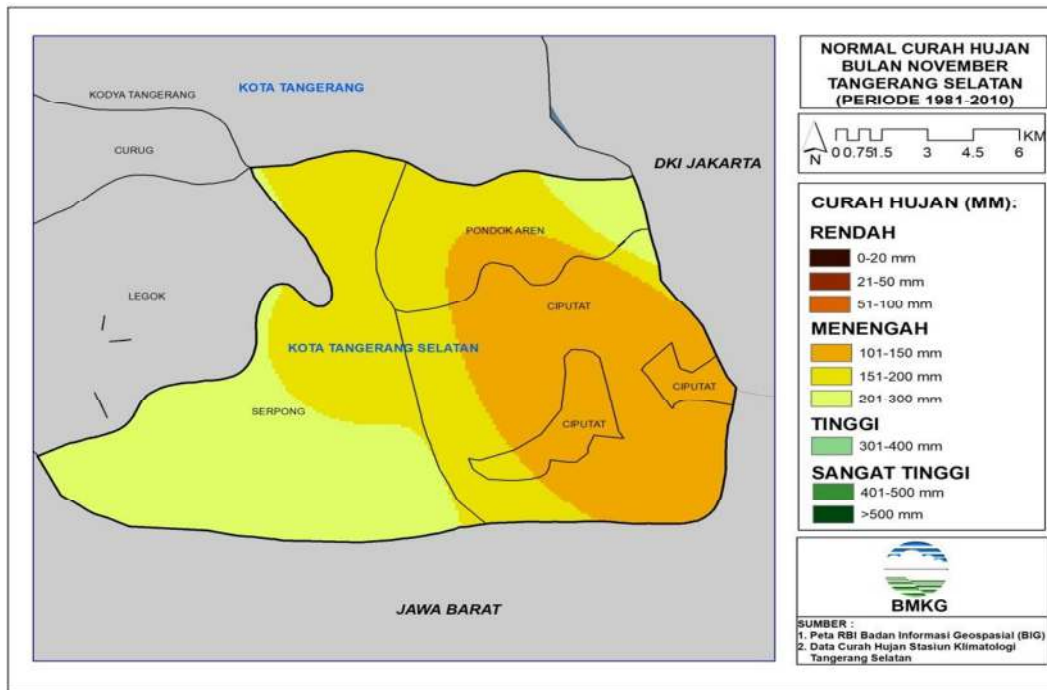 KOTA TANGERANG
KODYA TANGERANG
CURUG
DKI JAKARTA
PONDOK AREN
LEGOK
CIPUTAT
KOTA TANGERANG SELATAN
CIPUTAT
SERPONG
CIPUTAT
JAWA BARAT
NORMAL CURAH HUJAN
BULAN NOVEMBER
TANGERANG SELATAN
(PERIODE 1981-2010)
KM
N
0 0.75 1.5 3 4.5 6
CURAH HUJAN (MM):
RENDAH
0-20 mm
21-50 mm
51-100 mm
MENENGAH
101-150 mm
151-200 mm
201-300 mm
TINGGI
301-400 mm
SANGAT TINGGI
401-500 mm
>500 mm
BMKG
SUMBER :
1. Peta RBI Badan Informasi Geospasial (BIG)
2. Data Curah Hujan Stasiun Klimatologi
Tangerang Selatan